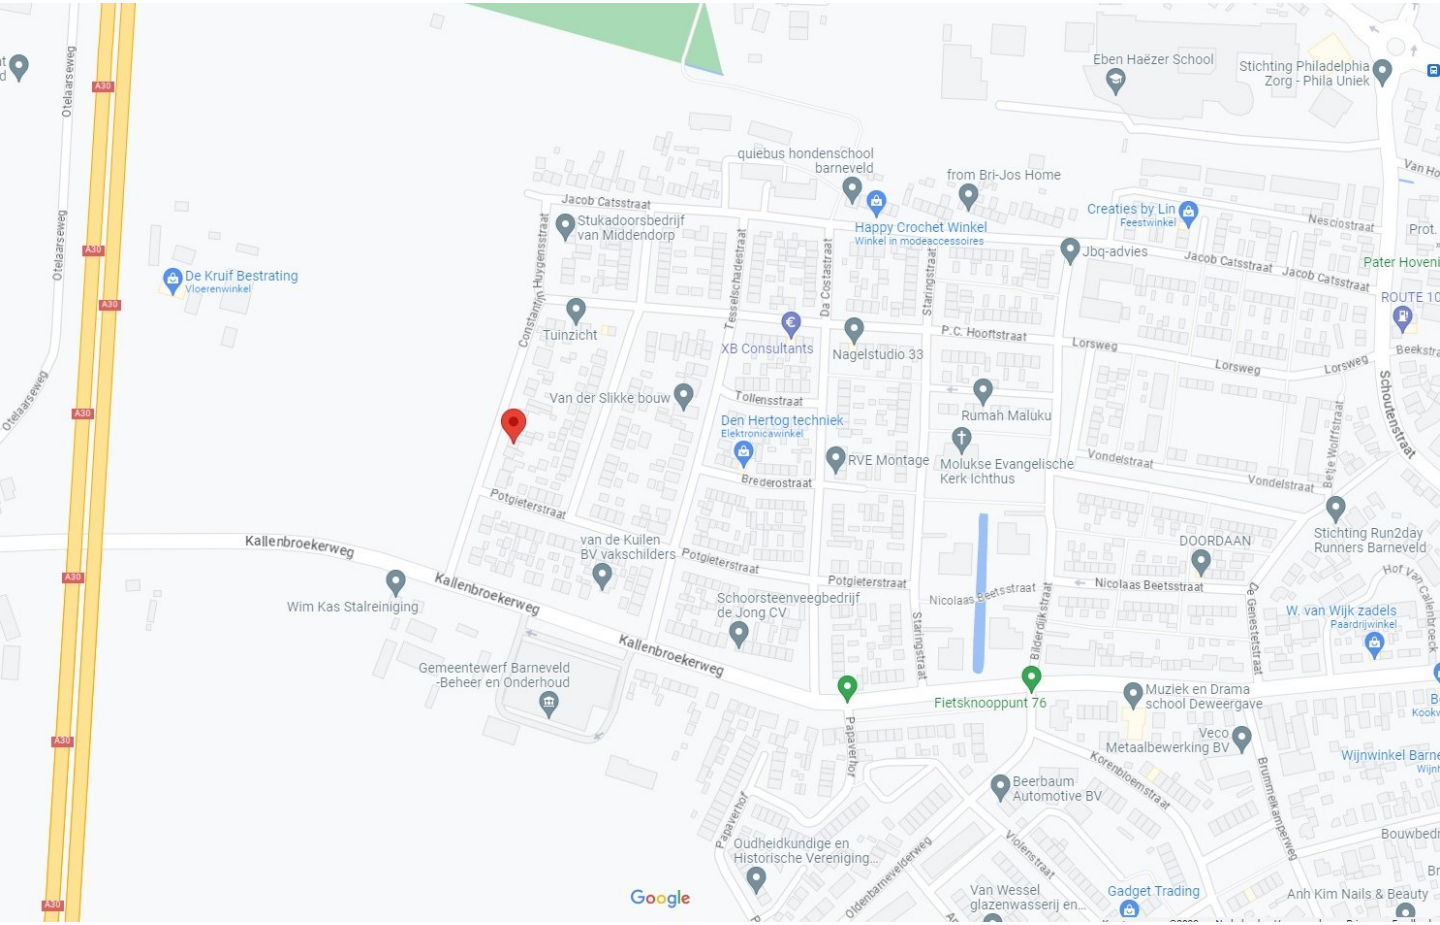 Otelaarseweg
A30
Eben Haëzer School
Stichting Philadelphia
Zorg - Phila Uniek
quiebus hondenschool
barneveld
from Bri-Jos Home
Jacob Catsstraat
Stukadoorsbedrijf
van Middendorp
Happy Crochet Winkel
Winkel in modeaccessoires
Creaties by Lin
Feestwinkel
Nesciostraat
Prot.
Otelaarseweg
A30
De Kruif Bestrating
Vloerenwinkel
A30
Constantijn Huygensstraat
Tesselschadestraat
Da Costastraat
Staringstraat
Jbq-advies
Jacob Catsstraat
Jacob Catsstraat
Pater Hoveni
ROUTE 10
Tuinzicht
XB Consultants
Nagelstudio 33
P.C. Hooftstraat
Lorsweg
Lorsweg
Lorsweg
Beekstra
Otelaarseweg
A30
Van der Slikke bouw
Tollensstraat
Den Hertog techniek
Elektronicawinkel
Rumah Maluku
Schoutenstraat
Betje Wolffstraat
RVE Montage
Molukse Evangelische
Kerk Ichthus
Vondelstraat
Vondelstraat
Brederostraat
Potgieterstraat
Kallenbroekerweg
van de Kuilen
BV vakschilders
Potgieterstraat
Potgieterstraat
Stichting Run2day
Runners Barneveld
DOORDAAN
Nicolaas Beetsstraat
Nicolaas Beetsstraat
Hof Van Callenbroeck
A30
Wim Kas Stalreiniging
Kallenbroekerweg
Schoorsteenveegbedrijf
de Jong CV
Staringstraat
Bilderdijkstraat
De Genestetstraat
W. van Wijk zadels
Paardrijwinkel
Kallenbroekerweg
Gemeentewerf Barneveld
-Beheer en Onderhoud
Fietsknooppunt 76
Muziek en Drama
school Deweergave
Kookw
A30
Papaverhof
Veco
Metaalbewerking BV
Wijnwinkel Barne
Wijnh
Korenbloemstraat
Brummelkamperweg
Beerbaum
Automotive BV
Papaverhof
Oudheidkundige en
Historische Vereniging...
Violenstraat
Oldenbarnevelderweg
Bouwbedr
A30
Google
Van Wessel
glazenwasserij en...
Gadget Trading
Anh Kim Nails & Beauty